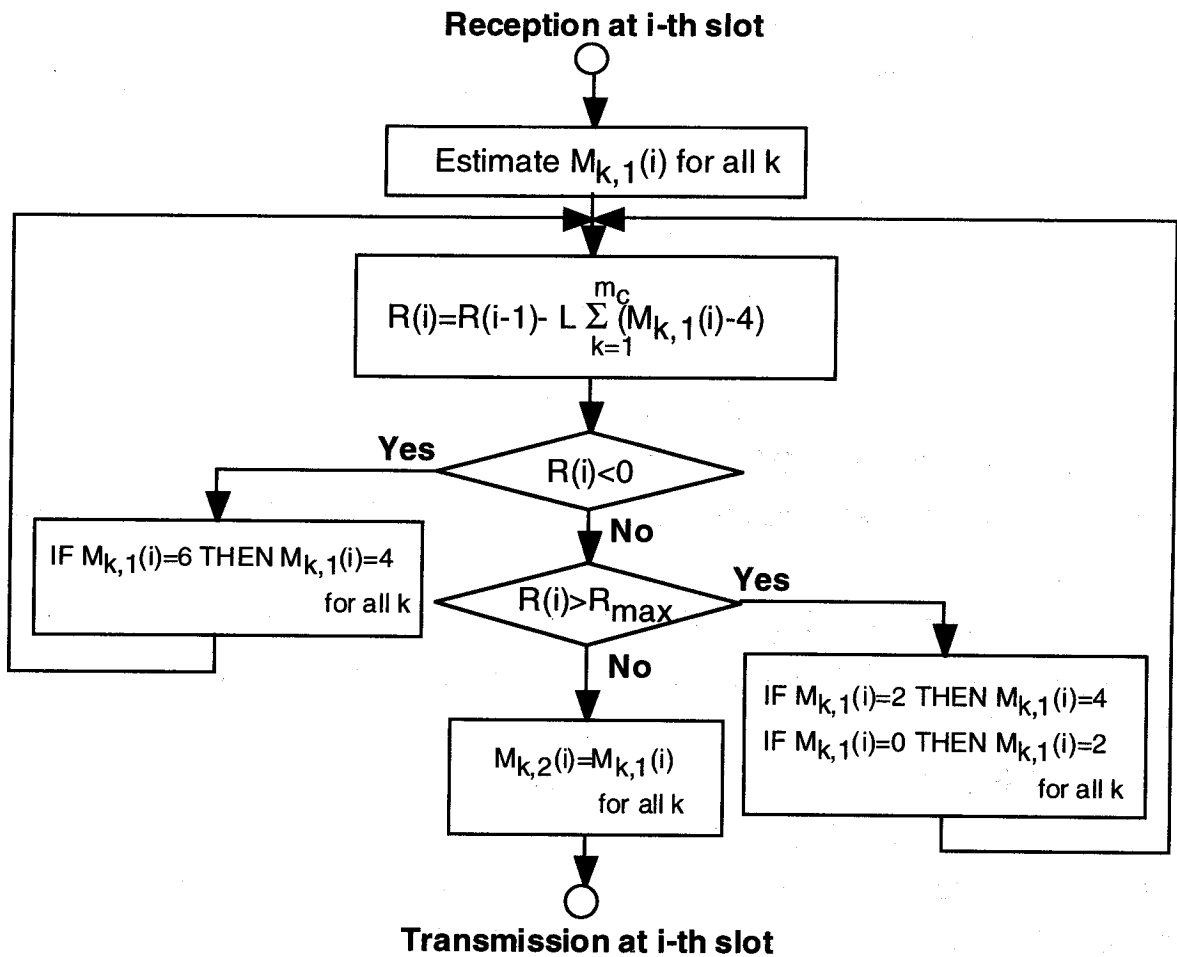 Reception at i-th slot
Estimate M_{k,1}(i) for all k
m_c
R(i)=R(i-1)- L Σ (M_{k,1}(i)-4)
k=1
Yes
R(i)<0
No
IF M_{k,1}(i)=6 THEN M_{k,1}(i)=4
for all k
R(i)>R_{max}
Yes
No
IF M_{k,1}(i)=2 THEN M_{k,1}(i)=4
IF M_{k,1}(i)=0 THEN M_{k,1}(i)=2
for all k
M_{k,2}(i)=M_{k,1}(i)
for all k
Transmission at i-th slot